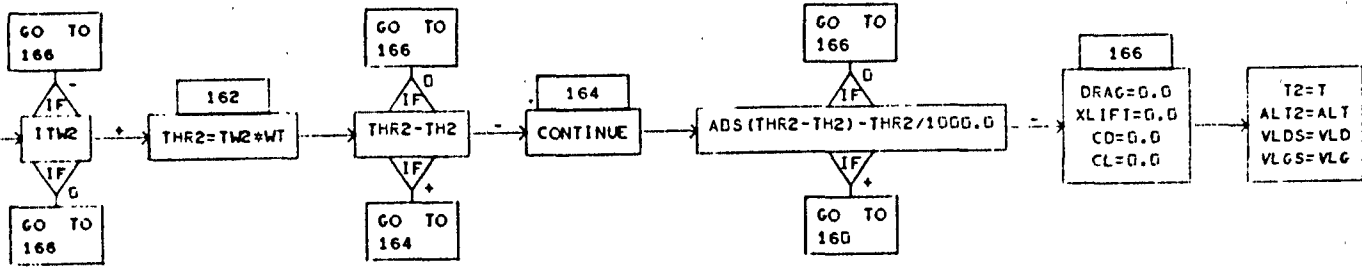 GO TO
166
-
IF
ITW2
IF
0
GO TO
166
+
162
THR2=TW2*WT
GO TO
166
0
IF
THR2-TH2
IF
+
GO TO
164
-
164
CONTINUE
GO TO
166
0
IF
ABS(THR2-TH2)-THR2/1000.0
IF
+
GO TO
160
-
166
DRAG=0.0
XLIFT=0.0
CD=0.0
CL=0.0
T2=T
ALT2=ALT
VLDS=VLD
VLGS=VLG